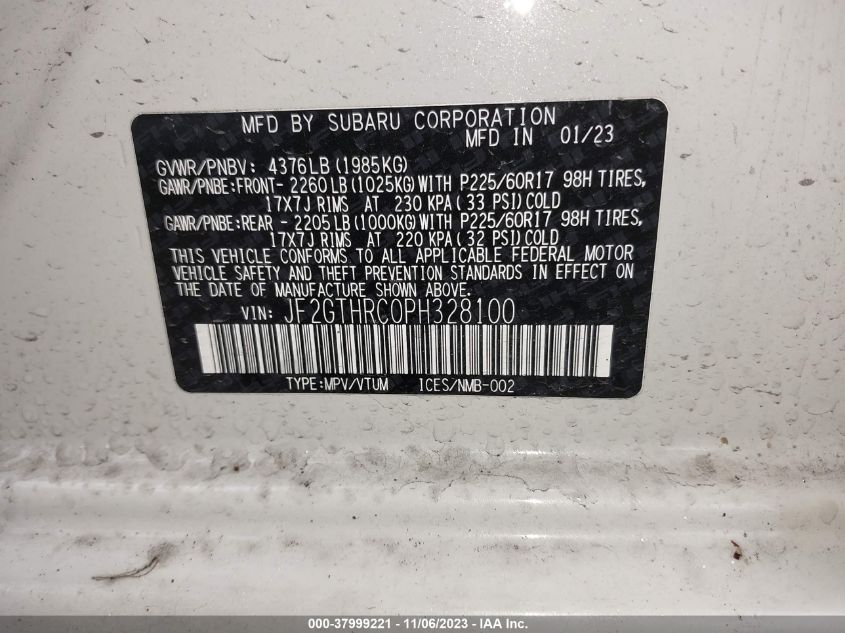 MFD BY SUBARU CORPORATION
MFD IN 01/23
GVWR/PNBV: 4376LB (1985KG)
GAWR/PNBE:FRONT- 2260 LB (1025KG) WITH P225/60R17 98H TIRES,
17X7J RIMS AT 230 KPA ( 33 PSI) COLD
GAWR/PNBE:REAR - 2205 LB (1000KG) WITH P225/60R17 98H TIRES,
17X7J RIMS AT 220 KPA ( 32 PSI) COLD
THIS VEHICLE CONFORMS TO ALL APPLICABLE FEDERAL MOTOR
VEHICLE SAFETY AND THEFT PREVENTION STANDARDS IN EFFECT ON
THE DATE OF MANUFACTURE SHOWN ABOVE.
VIN: JF2GTHRC0PH328100
TYPE:MPV/VTUM ICES/NMB-002
000-37999221 - 11/06/2023 - IAAI.com